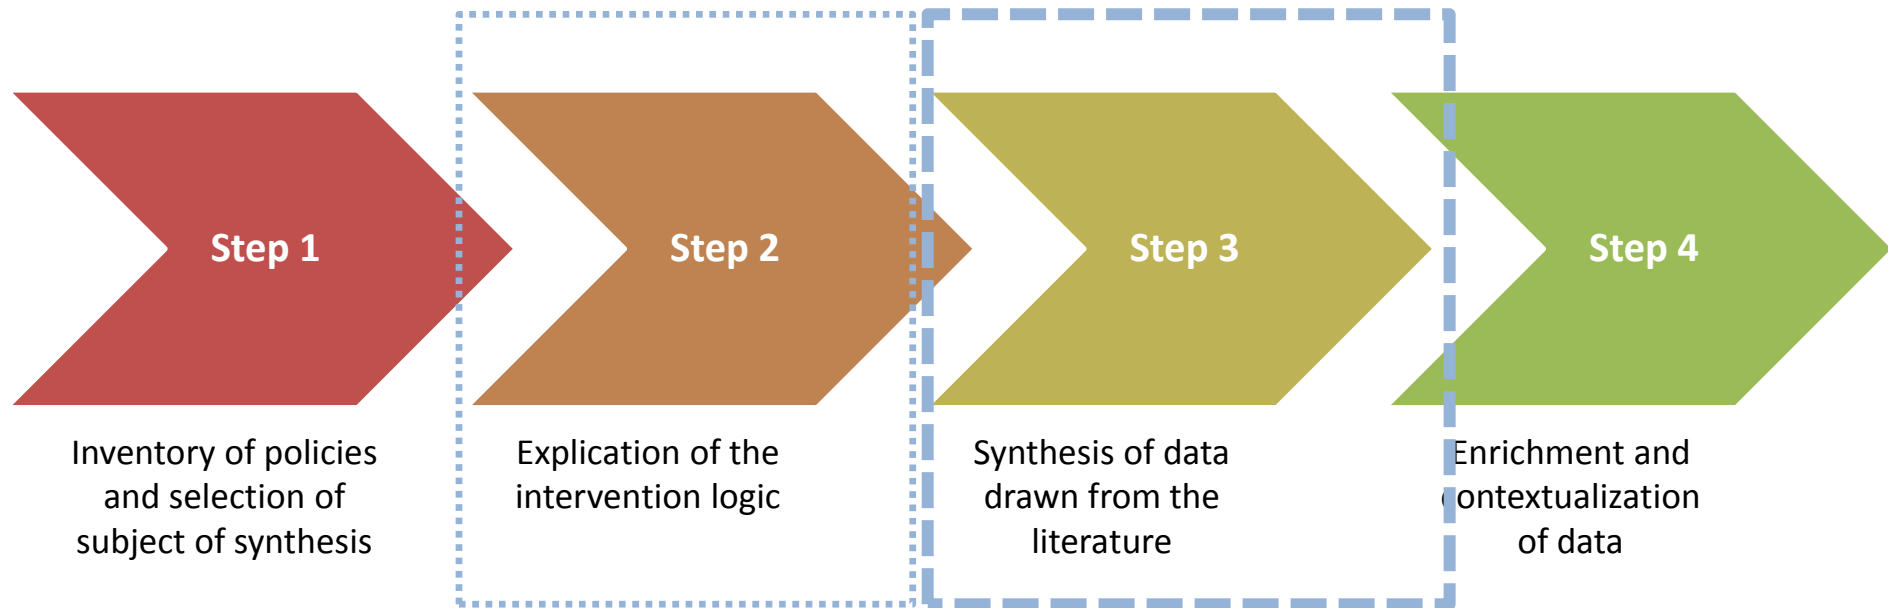 Step 1
Step 2
Step 3
Step 4
Inventory of policies
and selection of
subject of synthesis
Explication of the
intervention logic
Synthesis of data
drawn from the
literature
Enrichment and
contextualization
of data